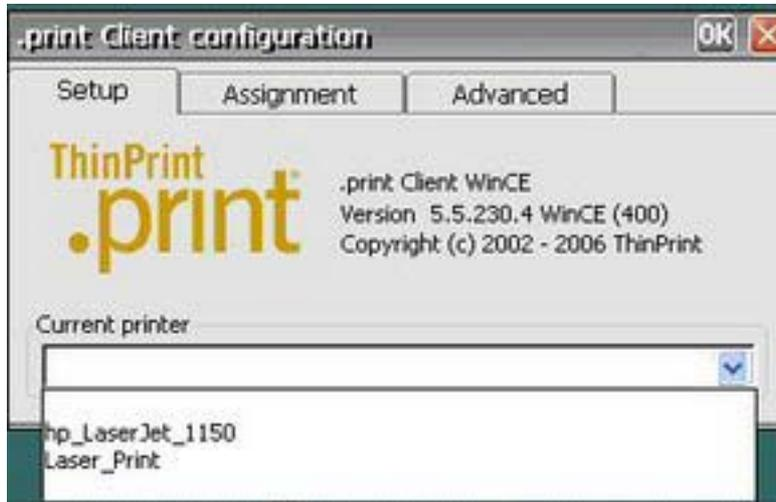 .print Client configuration OK
Setup Assignment Advanced
ThinPrint
.print
.print Client WinCE
Version 5.5.230.4 WinCE (400)
Copyright (c) 2002 - 2006 ThinPrint
Current printer
hp_LaserJet_1150
Laser_Print